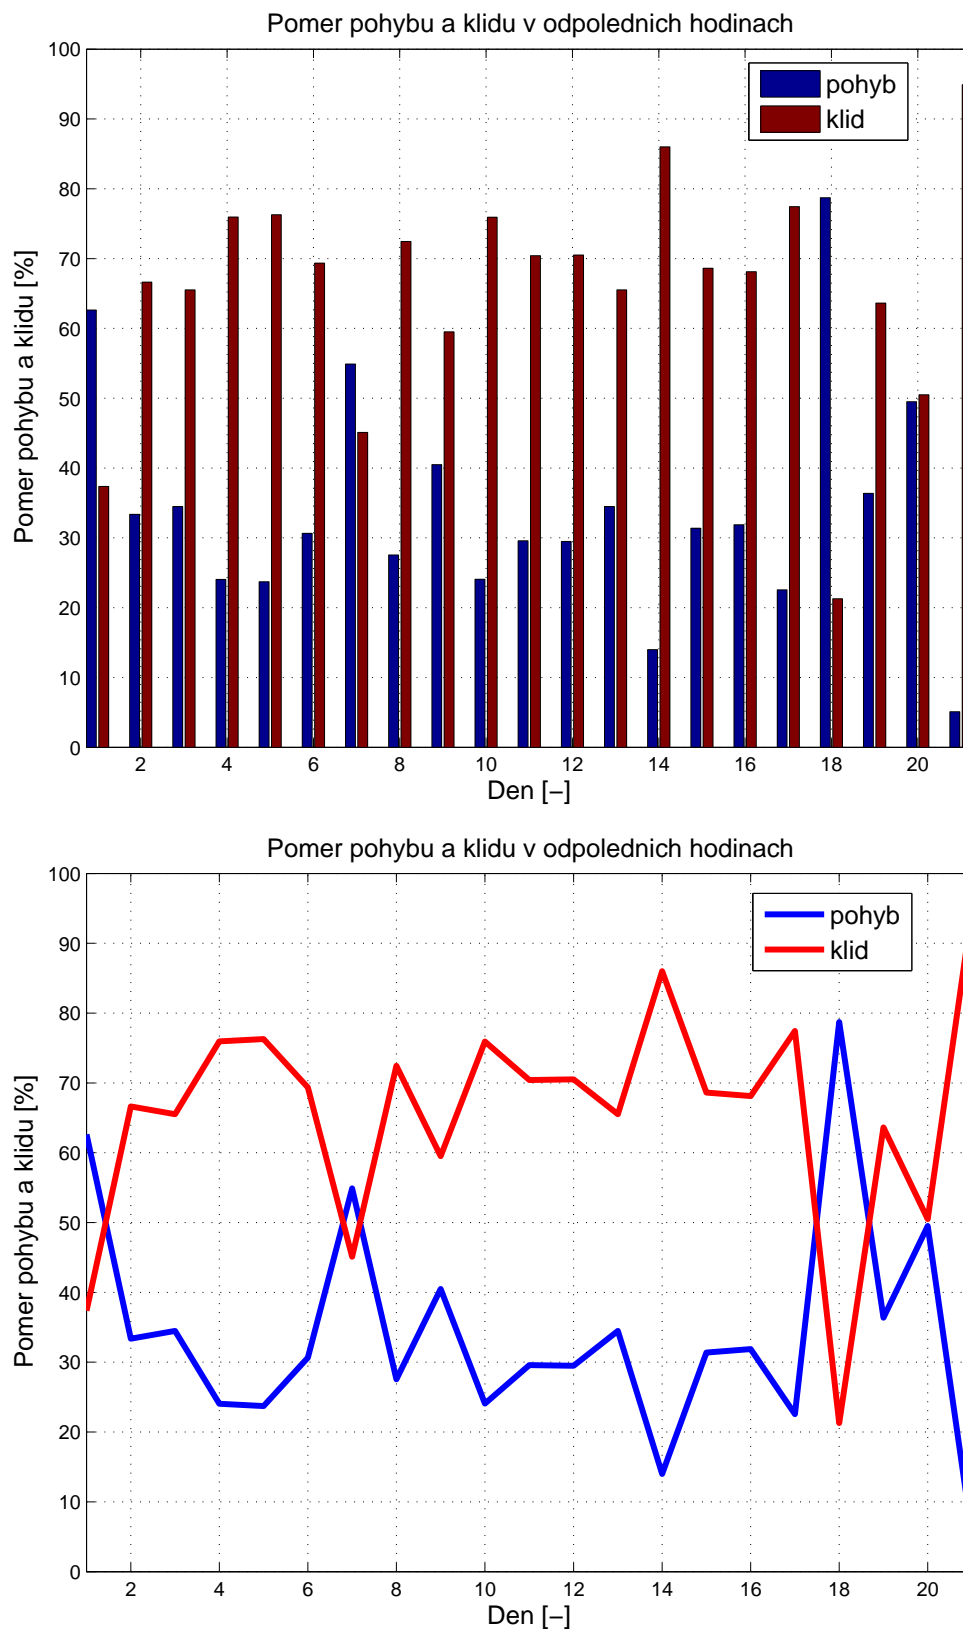 Pomer pohybu a klidu v odpolednich hodinach
100
90
80
70
60
50
40
30
20
10
0
Pomer pohybu a klidu [%]
pohyb
klid
2 4 6 8 10 12 14 16 18 20
Den [–]
Pomer pohybu a klidu v odpolednich hodinach
100
90
80
70
60
50
40
30
20
10
0
Pomer pohybu a klidu [%]
pohyb
klid
2 4 6 8 10 12 14 16 18 20
Den [–]